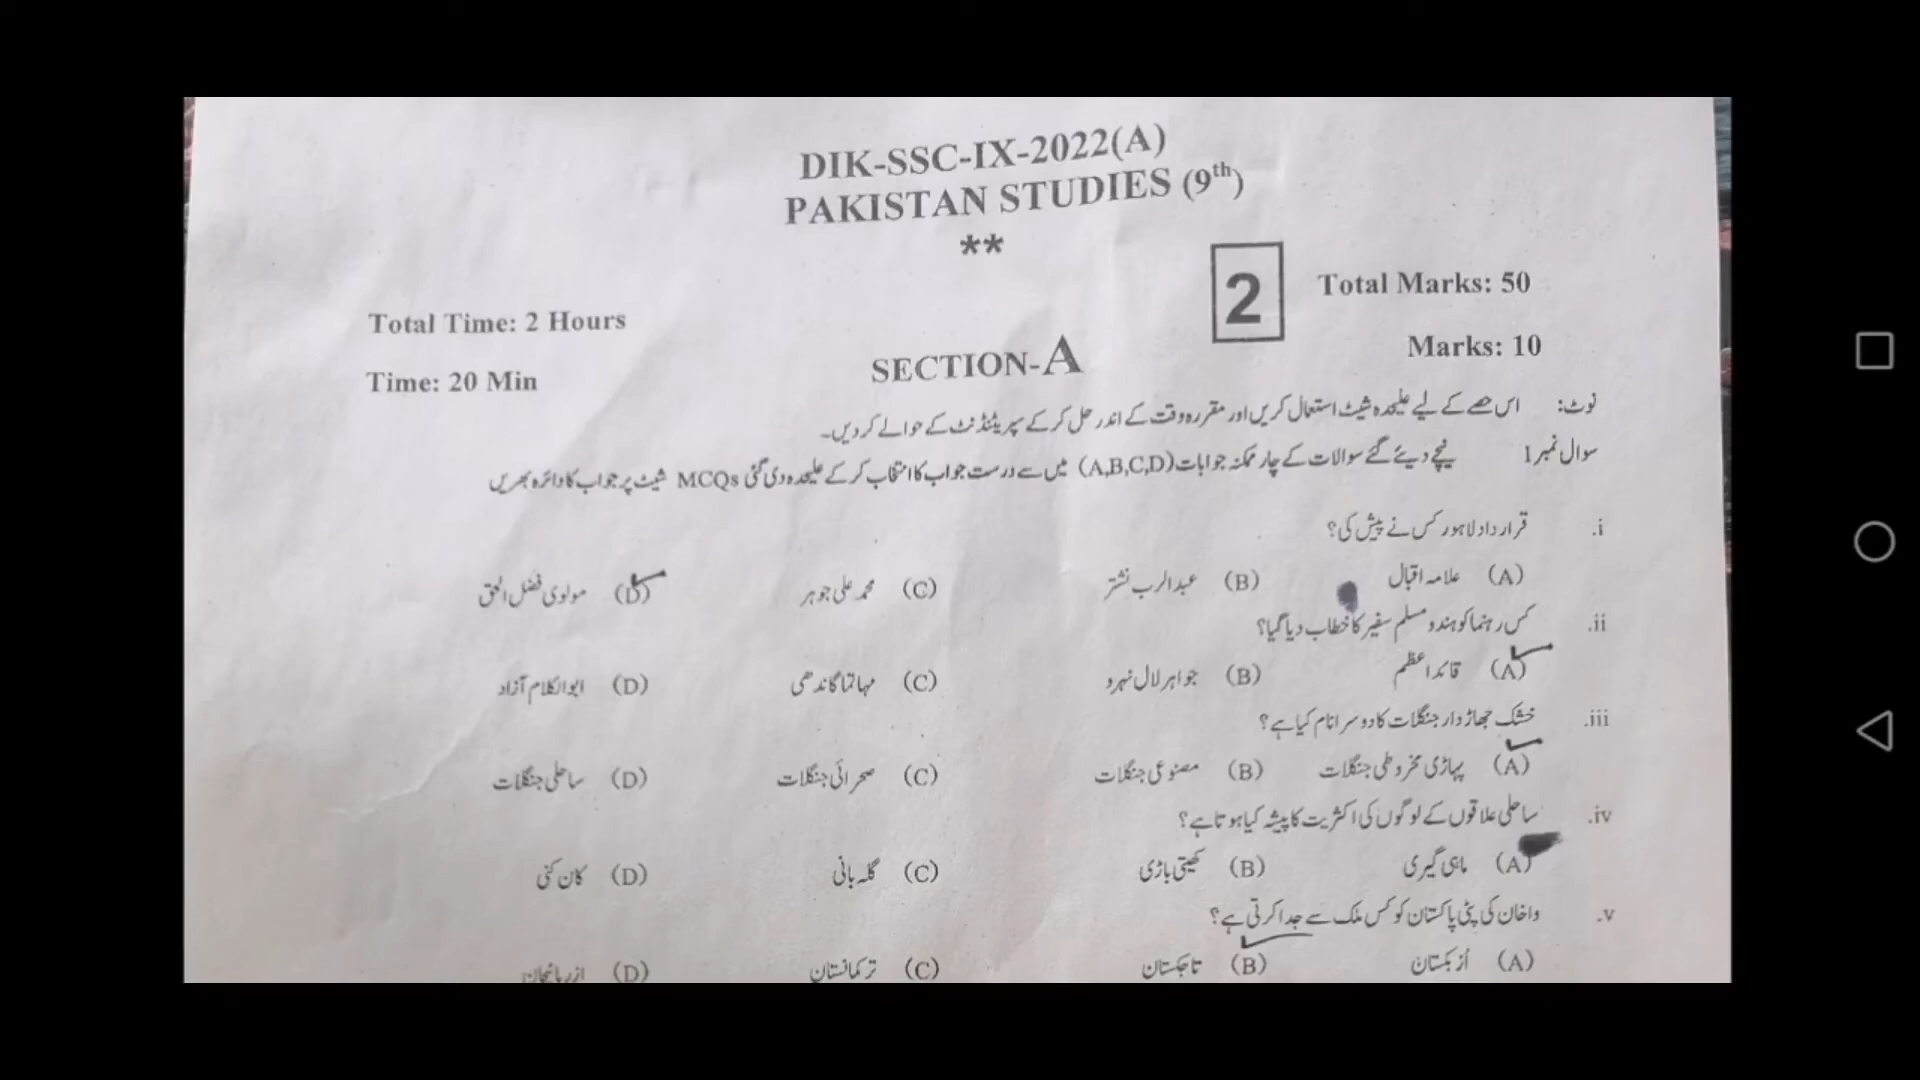 DIK-SSC-IX-2022(A)
PAKISTAN STUDIES (9th)
**
2
Total Marks: 50
Total Time: 2 Hours
Marks: 10
SECTION-A
Time: 20 Min
نوٹ: اس حصے کے لیے علیحدہ شیٹ استعمال کریں اور مقررہ وقت کے اندر حل کر کے سپرنٹنڈنٹ کے حوالے کر دیں۔
سوال نمبر 1 نیچے دیئے گئے سوالات کے چار ممکنہ جوابات (A,B,C,D) میں سے درست جواب کا انتخاب کر کے علیحدہ دی گئی MCQs شیٹ پر جواب کا دائرہ بھریں
i. قرارداد لاہور کس نے پیش کی؟
(A) علامہ اقبال (B) عبدالرب نشتر (C) محمد علی جوہر (D) مولوی فضل الحق
ii. کس رہنما کو ہندو مسلم سفیر کا خطاب دیا گیا؟
(A) قائداعظم (B) جواہر لال نہرو (C) مہاتما گاندھی (D) ابوالکلام آزاد
iii. خشک جھاڑ دار جنگلات کا دوسرا نام کیا ہے؟
(A) پہاڑی مخروطی جنگلات (B) مصنوعی جنگلات (C) صحرائی جنگلات (D) ساحلی جنگلات
iv. ساحلی علاقوں کے لوگوں کی اکثریت کا پیشہ کیا ہوتا ہے؟
(A) ماہی گیری (B) کھیتی باڑی (C) گلہ بانی (D) کان کنی
v. واخان کی پٹی پاکستان کو کس ملک سے جدا کرتی ہے؟
(A) اُزبکستان (B) تاجکستان (C) ترکمانستان (D) آزربائیجان